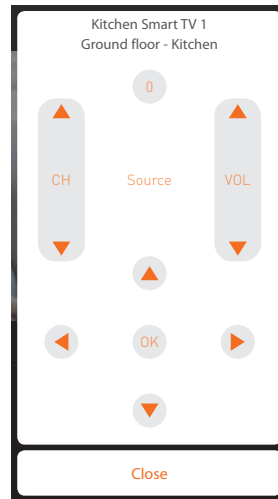 Kitchen Smart TV 1
Ground floor - Kitchen
0
CH
Source
VOL
OK
Close